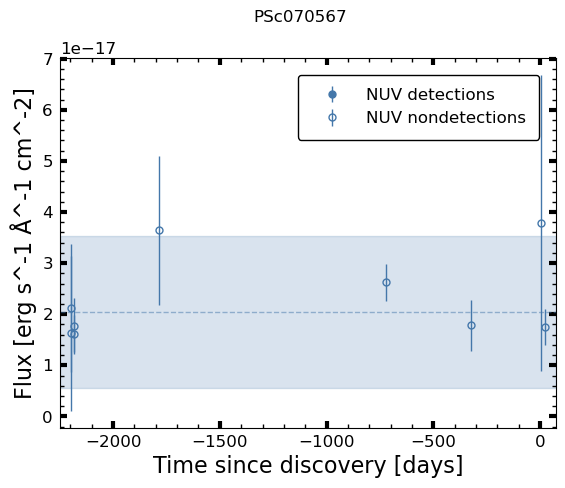 PSc070567
1e−17
7
6
5
4
3
2
1
0
Flux [erg s^-1 Å^-1 cm^-2]
NUV detections
NUV nondetections
−2000 −1500 −1000 −500 0
Time since discovery [days]